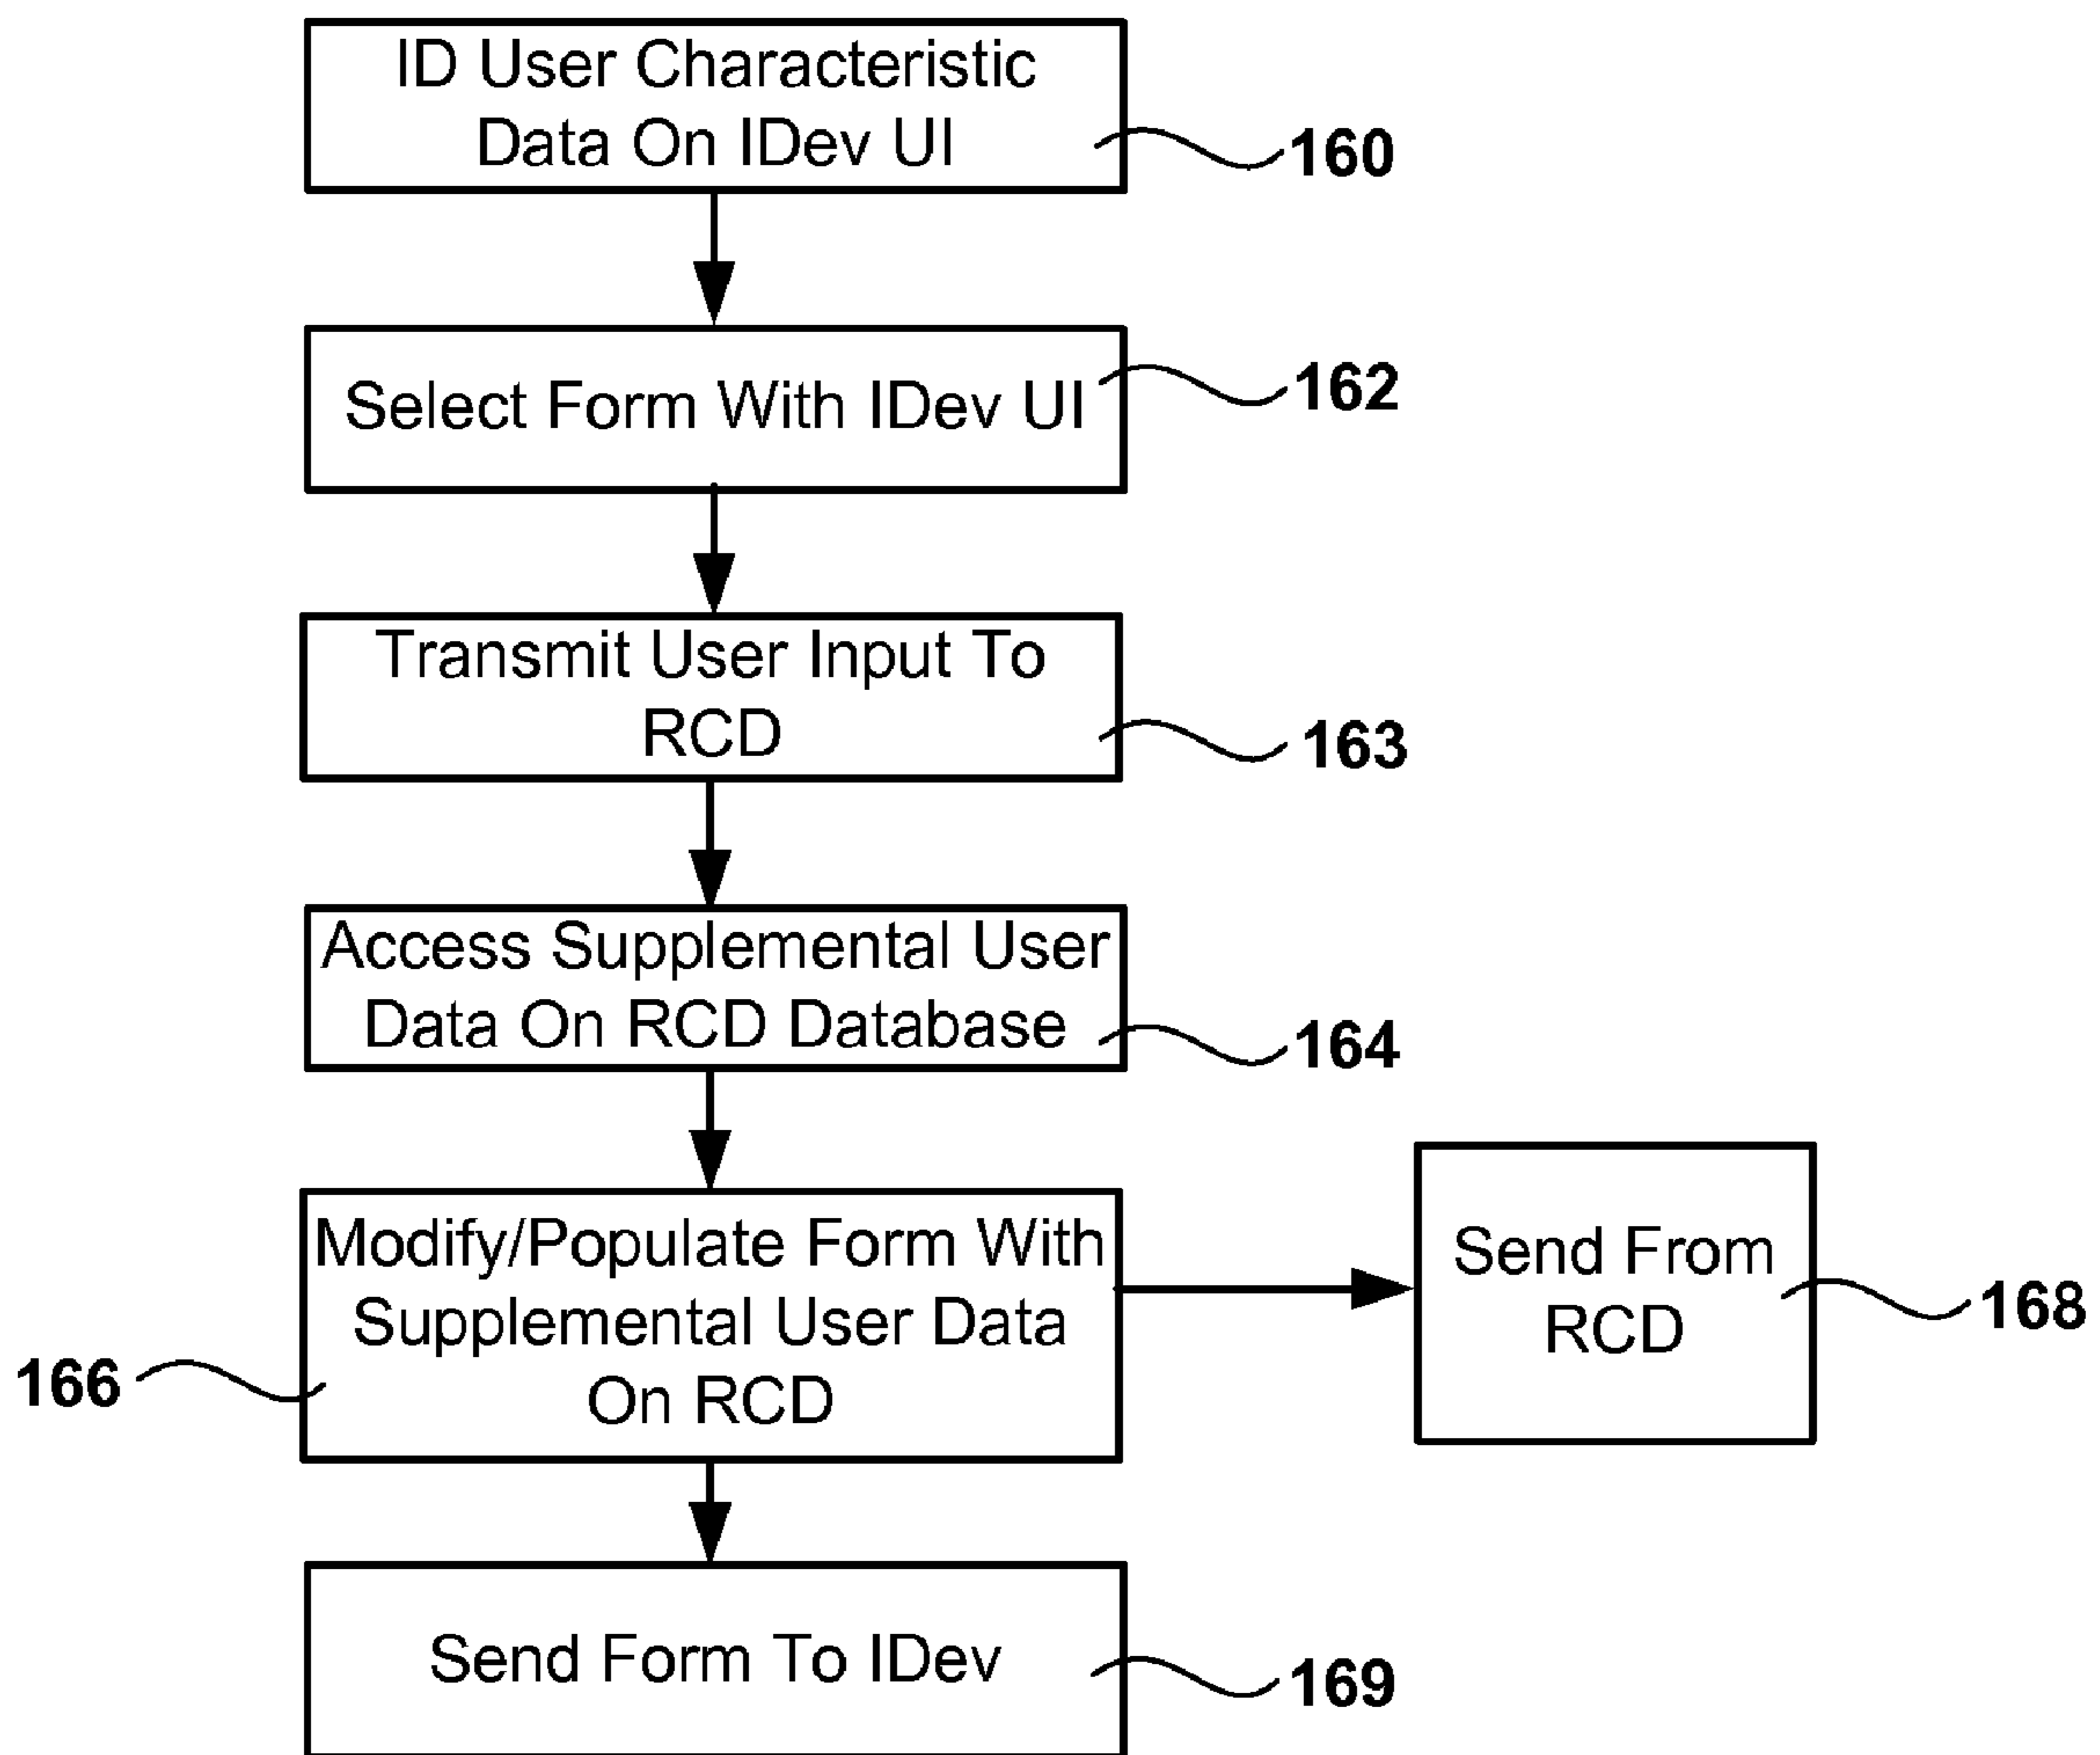 ID User Characteristic
Data On IDev UI
160
Select Form With IDev UI
162
Transmit User Input To
RCD
163
Access Supplemental User
Data On RCD Database
164
Modify/Populate Form With
Supplemental User Data
On RCD
166
Send From
RCD
168
Send Form To IDev
169